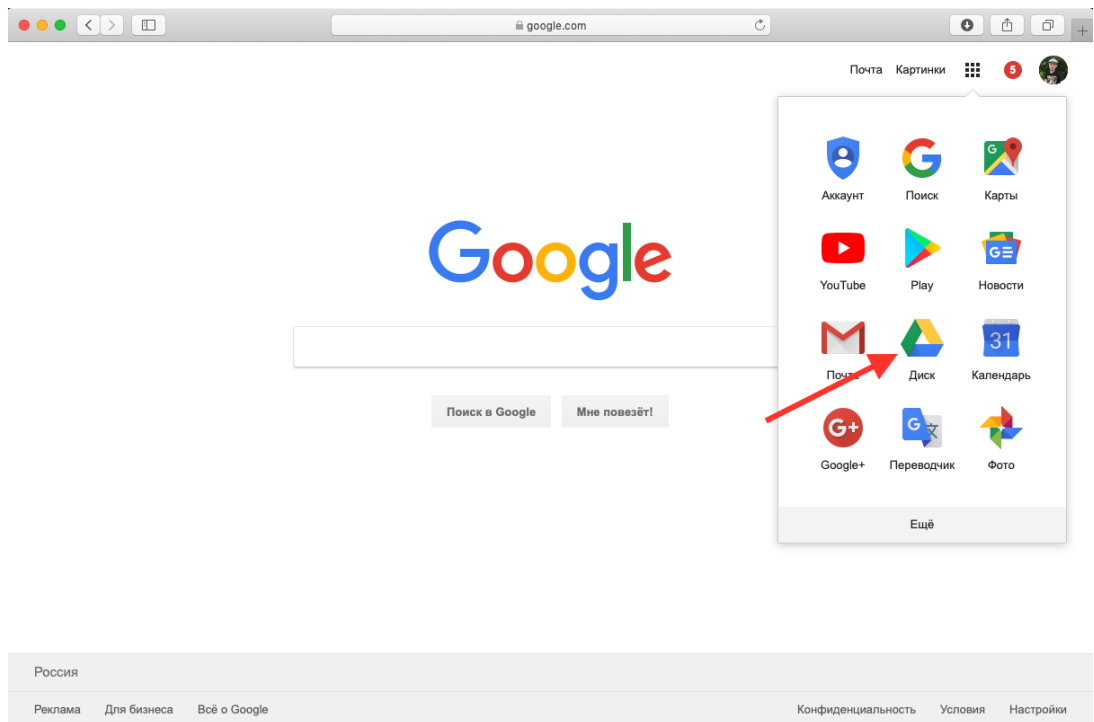 google.com
Почта Картинки 5
Аккаунт Поиск Карты
YouTube Play Новости
Почта Диск Календарь
Google+ Переводчик Фото
Ещё
Google
Поиск в Google Мне повезёт!
Россия
Реклама Для бизнеса Всё о Google Конфиденциальность Условия Настройки